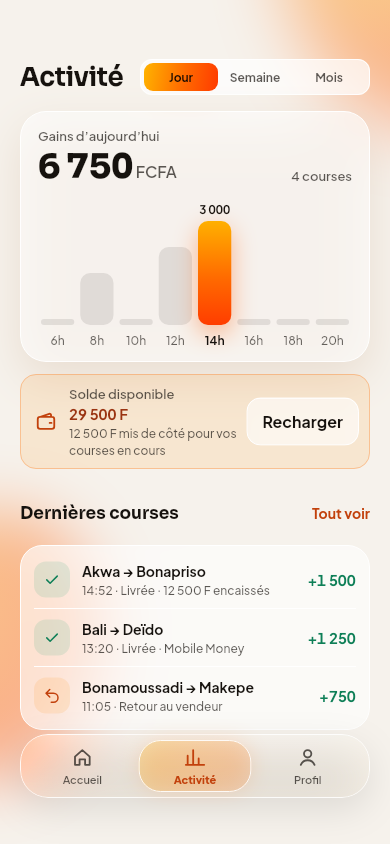 Activité
Jour Semaine Mois
Gains d’aujourd’hui
6 750 FCFA
4 courses
3 000
6h 8h 10h 12h 14h 16h 18h 20h
Solde disponible
29 500 F
12 500 F mis de côté pour vos
courses en cours
Recharger
Dernières courses Tout voir
Akwa → Bonapriso
14:52 · Livrée · 12 500 F encaissés
+1 500
Bali → Deïdo
13:20 · Livrée · Mobile Money
+1 250
Bonamoussadi → Makepe
11:05 · Retour au vendeur
+750
Accueil Activité Profil